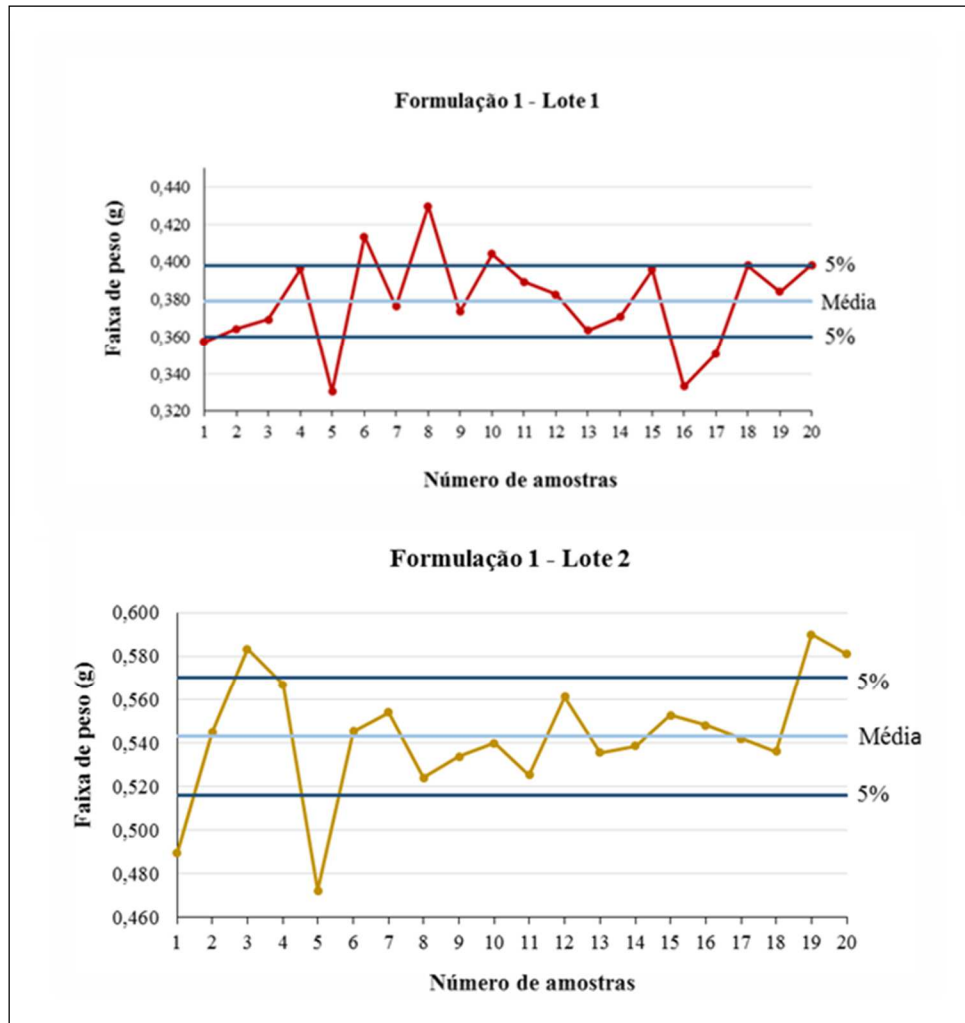 Formulação 1 - Lote 1
Faixa de peso (g)
0,440
0,420
0,400
0,380
0,360
0,340
0,320
5%
Média
5%
1 2 3 4 5 6 7 8 9 10 11 12 13 14 15 16 17 18 19 20
Número de amostras
Formulação 1 - Lote 2
Faixa de peso (g)
0,600
0,580
0,560
0,540
0,520
0,500
0,480
0,460
5%
Média
5%
1 2 3 4 5 6 7 8 9 10 11 12 13 14 15 16 17 18 19 20
Número de amostras